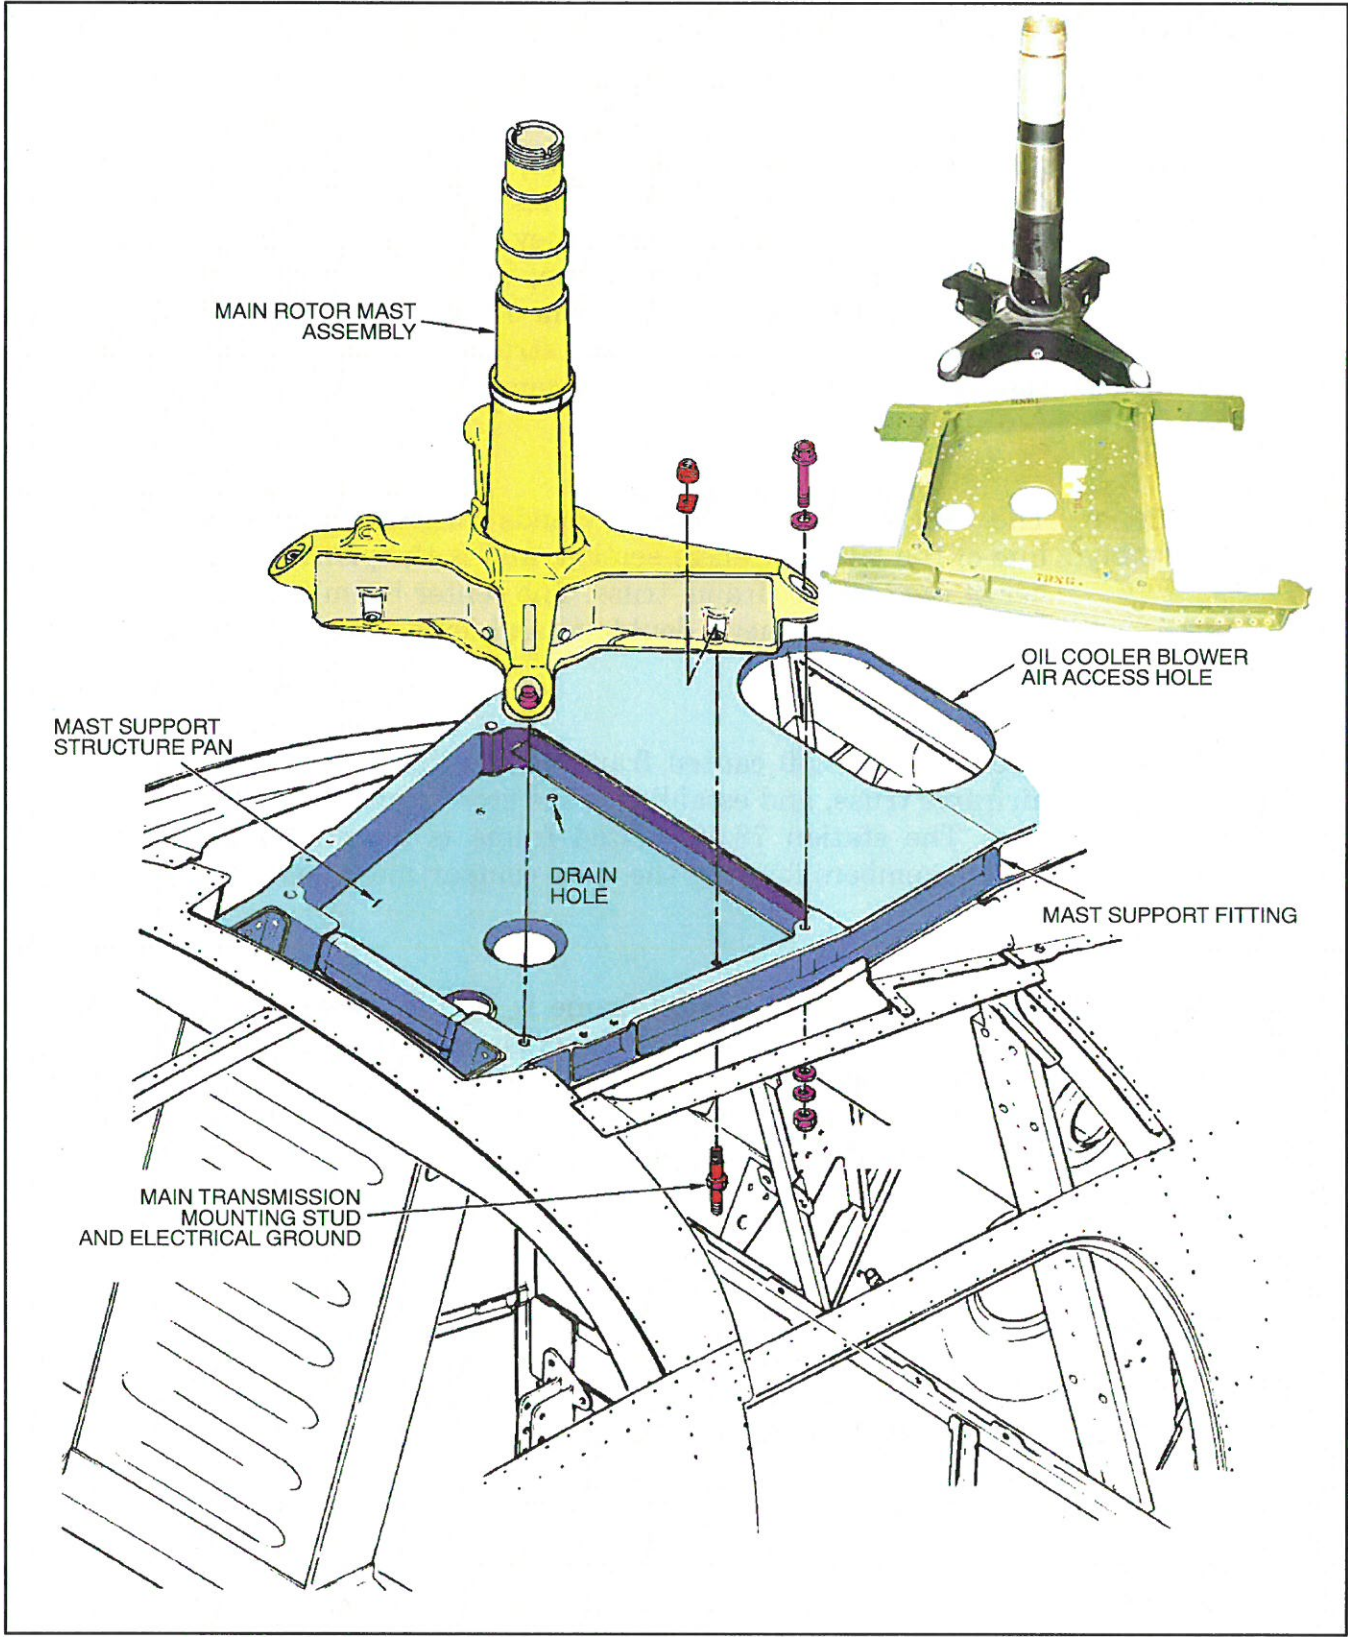 MAIN ROTOR MAST
ASSEMBLY
OIL COOLER BLOWER
AIR ACCESS HOLE
MAST SUPPORT
STRUCTURE PAN
DRAIN
HOLE
MAST SUPPORT FITTING
MAIN TRANSMISSION
MOUNTING STUD
AND ELECTRICAL GROUND